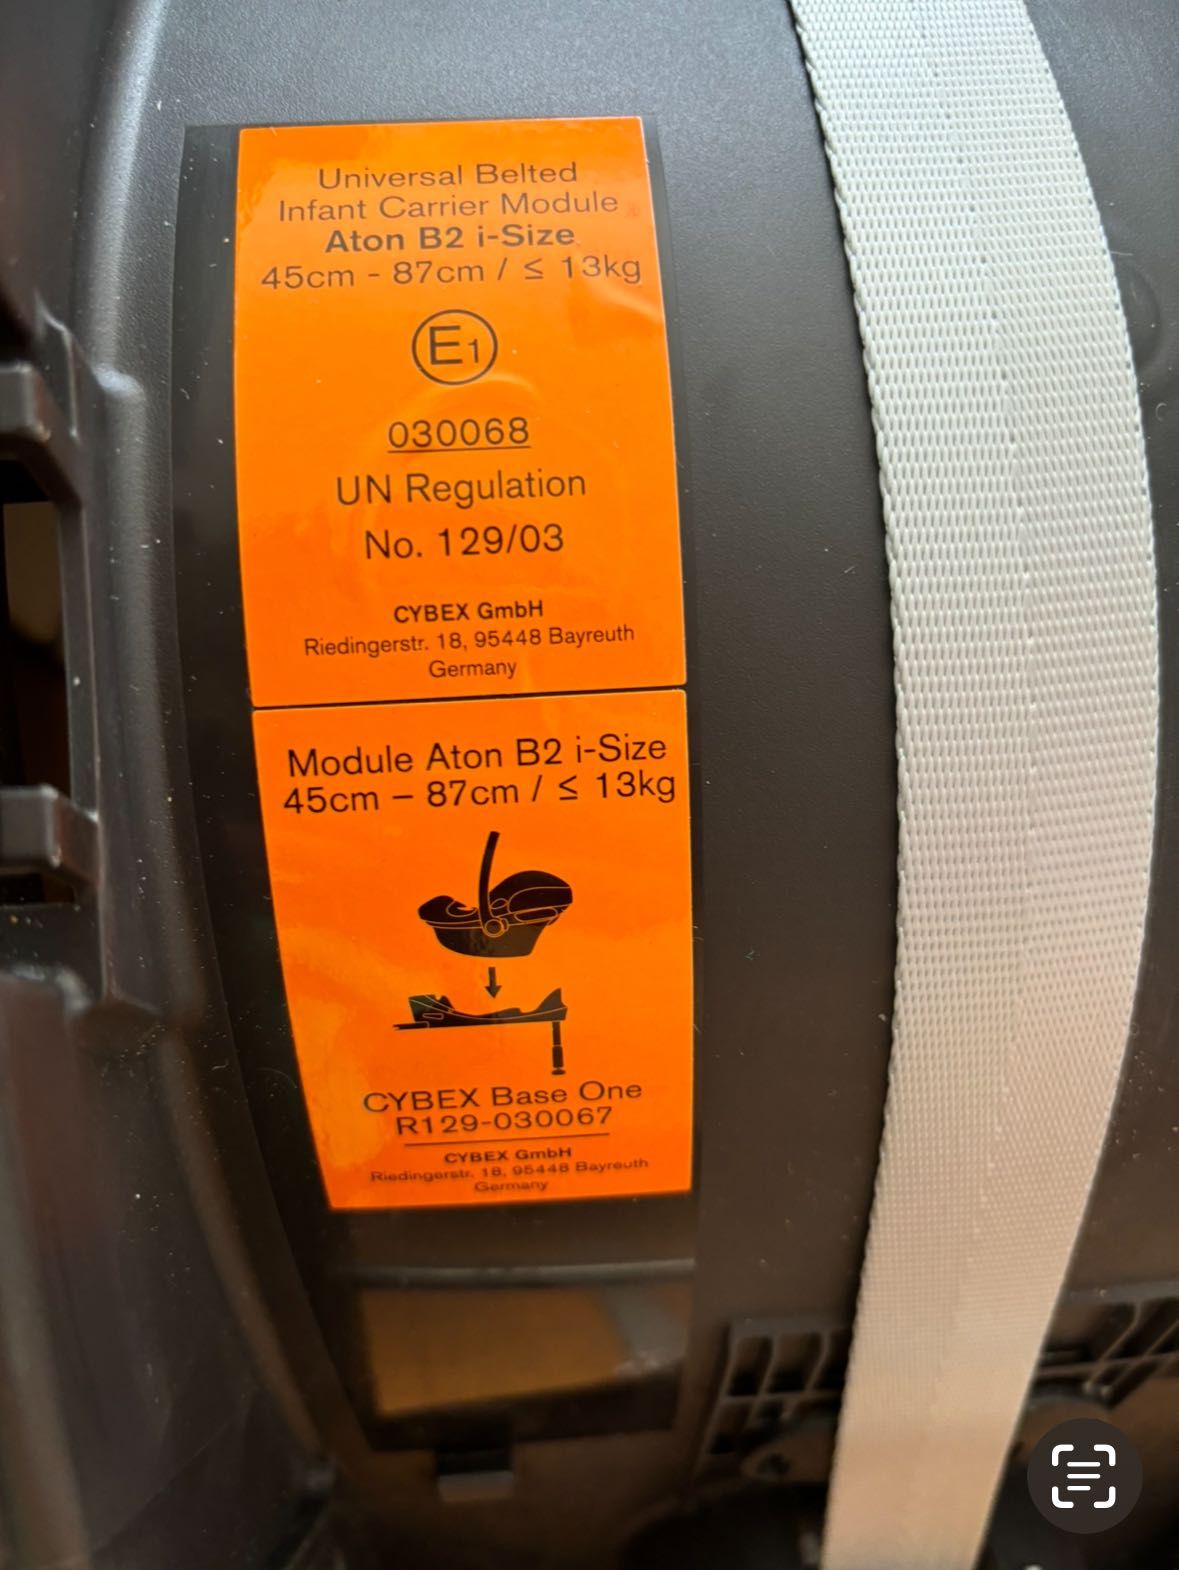 Universal Belted
Infant Carrier Module
Aton B2 i-Size
45cm - 87cm / ≤ 13kg
E1
030068
UN Regulation
No. 129/03
CYBEX GmbH
Riedingerstr. 18, 95448 Bayreuth
Germany
Module Aton B2 i-Size
45cm – 87cm / ≤ 13kg
CYBEX Base One
R129-030067
CYBEX GmbH
Riedingerstr. 18, 95448 Bayreuth
Germany